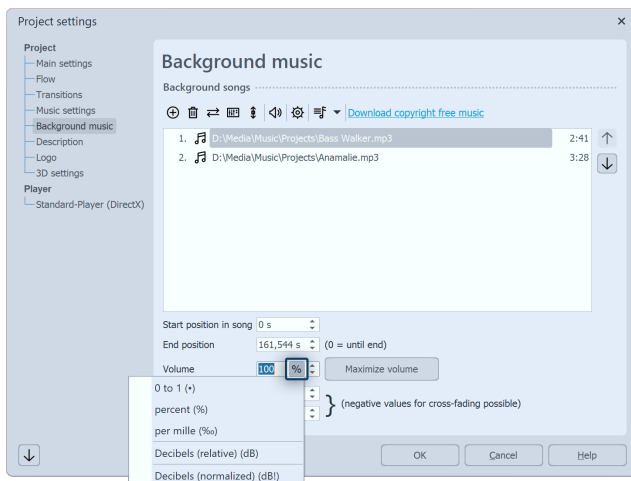 Project settings
Project
Main settings
Flow
Transitions
Music settings
Background music
Description
Logo
3D settings
Player
Standard-Player (DirectX)
Background music
Background songs
Download copyright free music
1. D:\Media\Music\Projects\Bass Walker.mp3 2:41
2. D:\Media\Music\Projects\Anamalie.mp3 3:28
Start position in song 0 s
End position 161,544 s (0 = until end)
Volume 100 % Maximize volume
0 to 1 (•)
percent (%)
(negative values for cross-fading possible)
per mille (‰)
Decibels (relative) (dB)
Decibels (normalized) (dB!)
OK Cancel Help